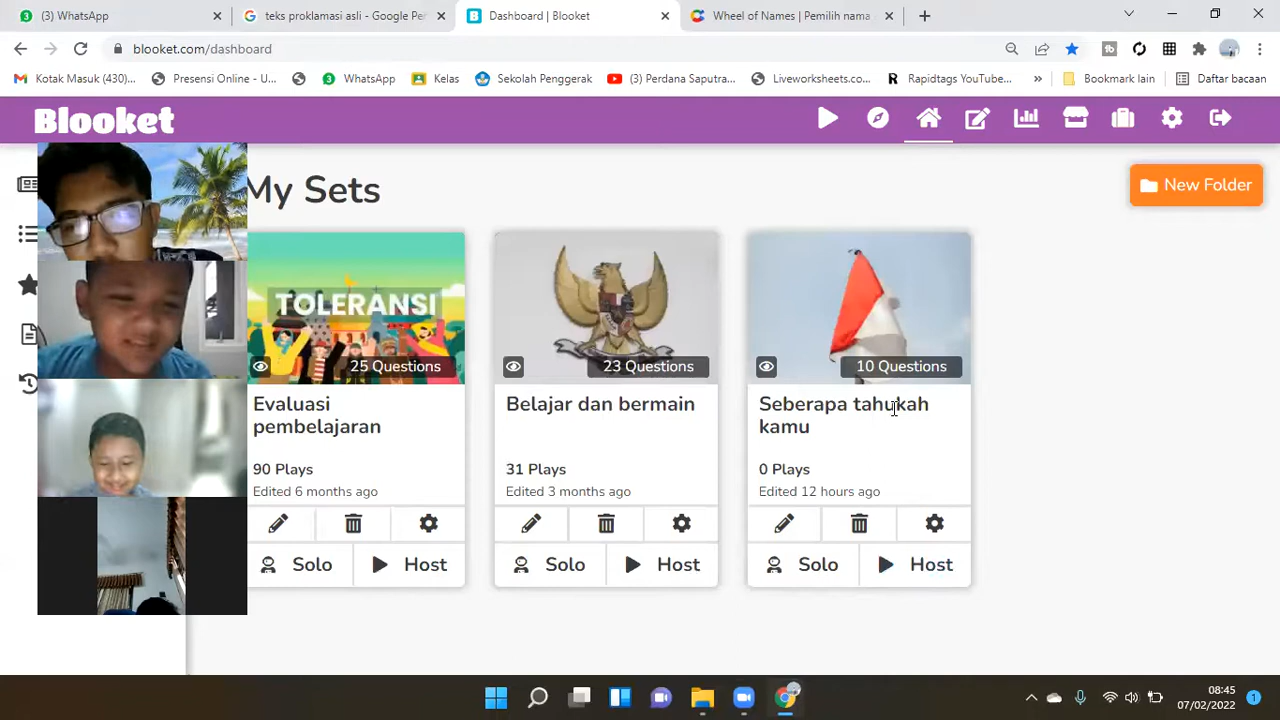 (3) WhatsApp
teks proklamasi asli - Google Pe
Dashboard | Blooket
Wheel of Names | Pemilih nama
blooket.com/dashboard
Kotak Masuk (430)...
Presensi Online - U...
WhatsApp
Kelas
Sekolah Penggerak
(3) Perdana Saputra...
Liveworksheets.co...
Rapidtags YouTube...
»
Bookmark lain
Daftar bacaan
Blooket
My Sets
New Folder
TOLERANSI
25 Questions
Evaluasi
pembelajaran
90 Plays
Edited 6 months ago
Solo
Host
23 Questions
Belajar dan bermain
31 Plays
Edited 3 months ago
Solo
Host
10 Questions
Seberapa tahukah
kamu
0 Plays
Edited 12 hours ago
Solo
Host
08:45
07/02/2022
1